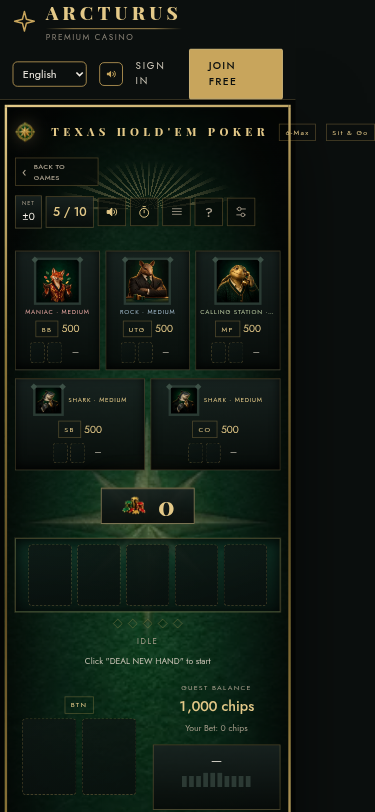 ARCTURUS
PREMIUM CASINO
English
SIGN IN
JOIN FREE
TEXAS HOLD'EM POKER
6-Max
Sit & Go
BACK TO GAMES
NET
±0
5 / 10
?
MANIAC · MEDIUM
ROCK · MEDIUM
CALLING STATION ·...
BB 500
UTG 500
MP 500
–
–
–
SHARK · MEDIUM
SHARK · MEDIUM
SB 500
CO 500
–
–
0
IDLE
Click "DEAL NEW HAND" to start
GUEST BALANCE
1,000 chips
BTN
Your Bet: 0 chips
—